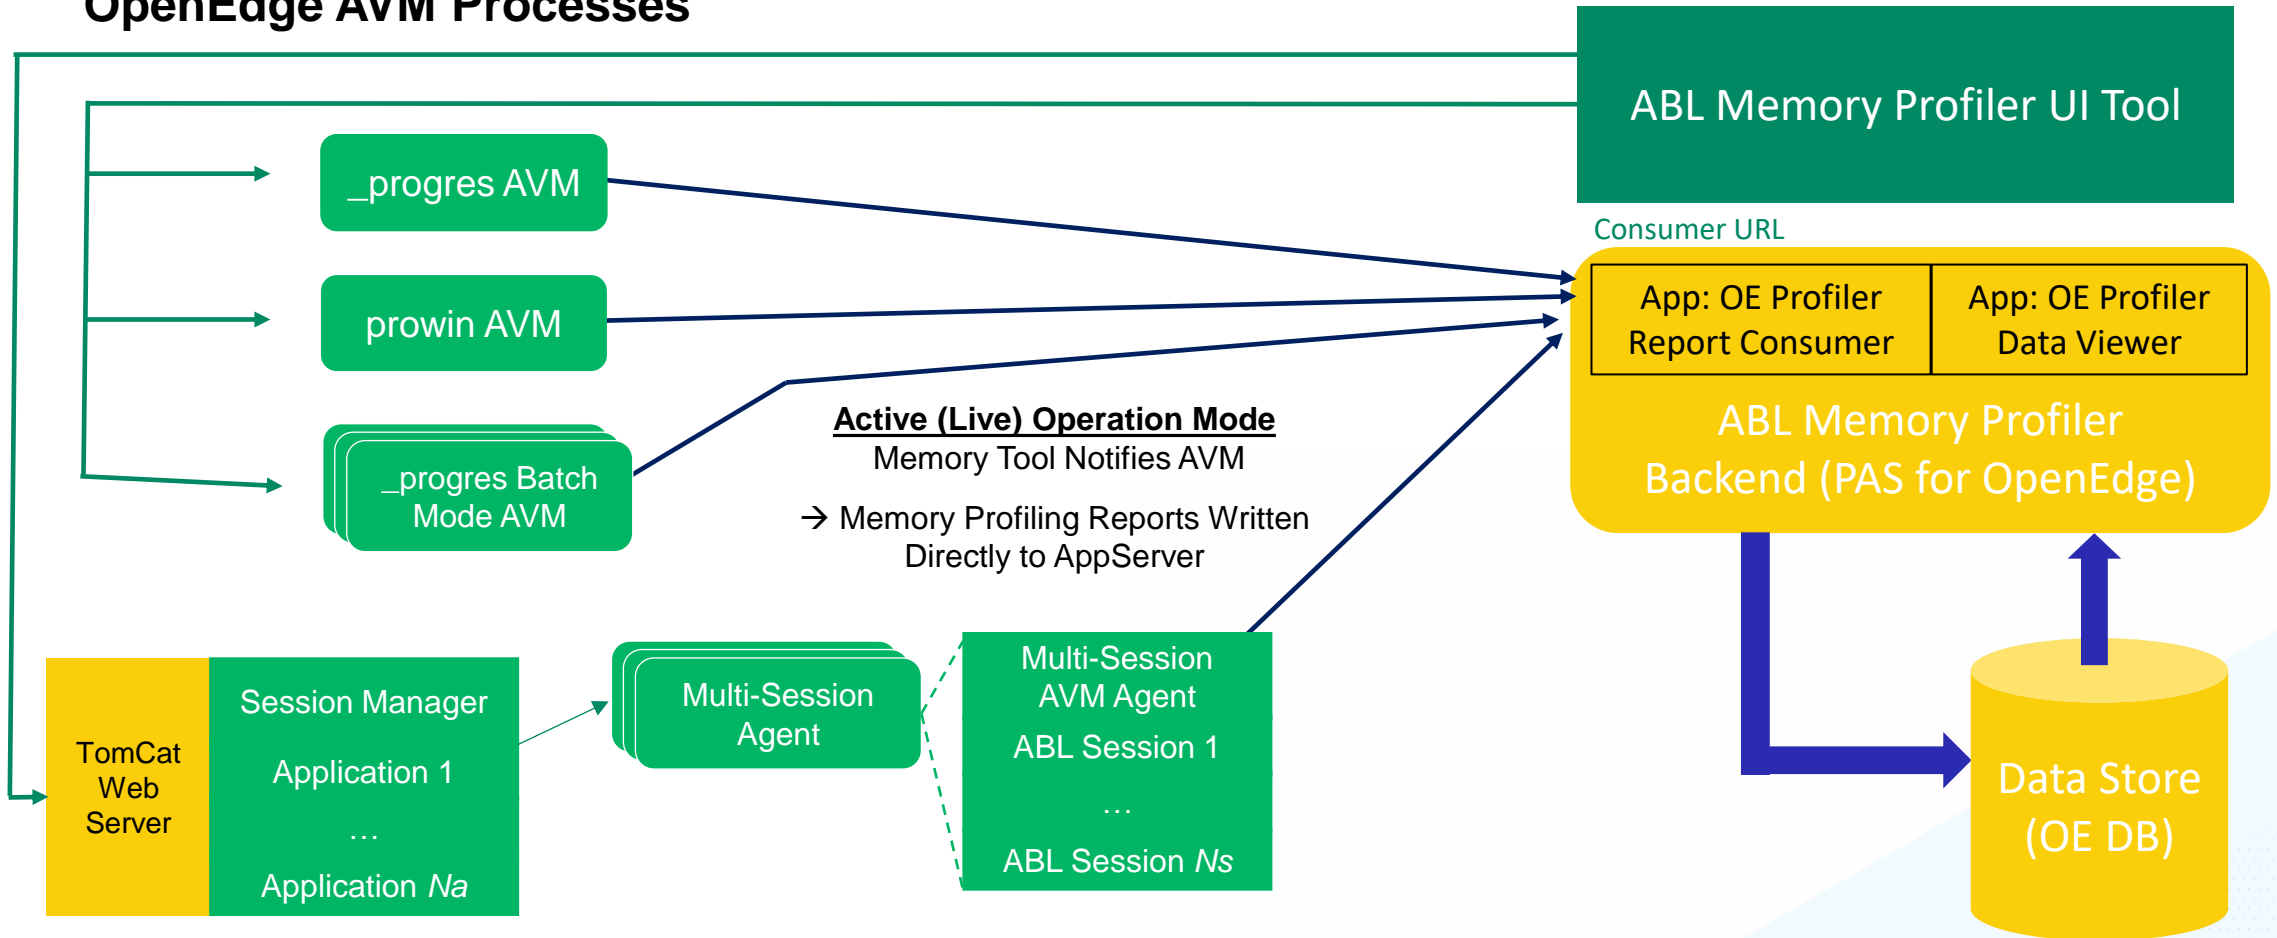 OpenEdge AVM Processes
ABL Memory Profiler UI Tool
_progres AVM
Consumer URL
App: OE Profiler
Report Consumer
App: OE Profiler
Data Viewer
prowin AVM
ABL Memory Profiler
Backend (PAS for OpenEdge)
Active (Live) Operation Mode
Memory Tool Notifies AVM
→ Memory Profiling Reports Written
Directly to AppServer
_progres Batch
Mode AVM
TomCat
Web
Server
Session Manager
Application 1
...
Application Na
Multi-Session
Agent
Multi-Session
AVM Agent
ABL Session 1
...
ABL Session Ns
Data Store
(OE DB)